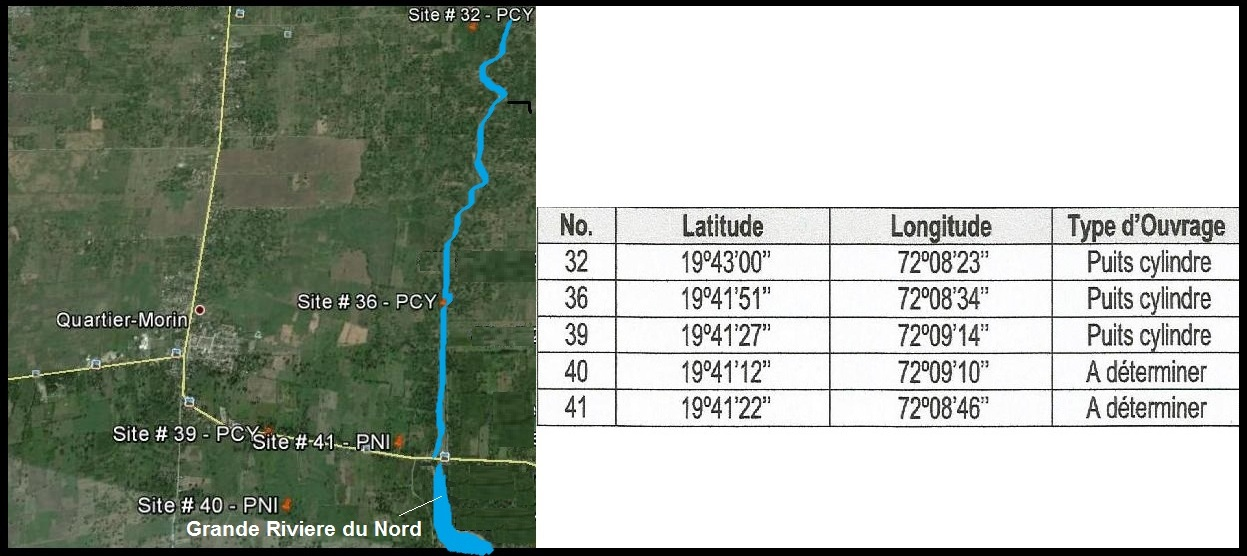 Site # 32 - PCY
Site # 36 - PCY
Quartier-Morin
Site # 39 - PCY
Site # 41 - PNI
Site # 40 - PNI
Grande Riviere du Nord
No. Latitude Longitude Type d'Ouvrage
32 19º43'00" 72º08'23" Puits cylindre
36 19º41'51" 72º08'34" Puits cylindre
39 19º41'27" 72º09'14" Puits cylindre
40 19º41'12" 72º09'10" A déterminer
41 19º41'22" 72º08'46" A déterminer